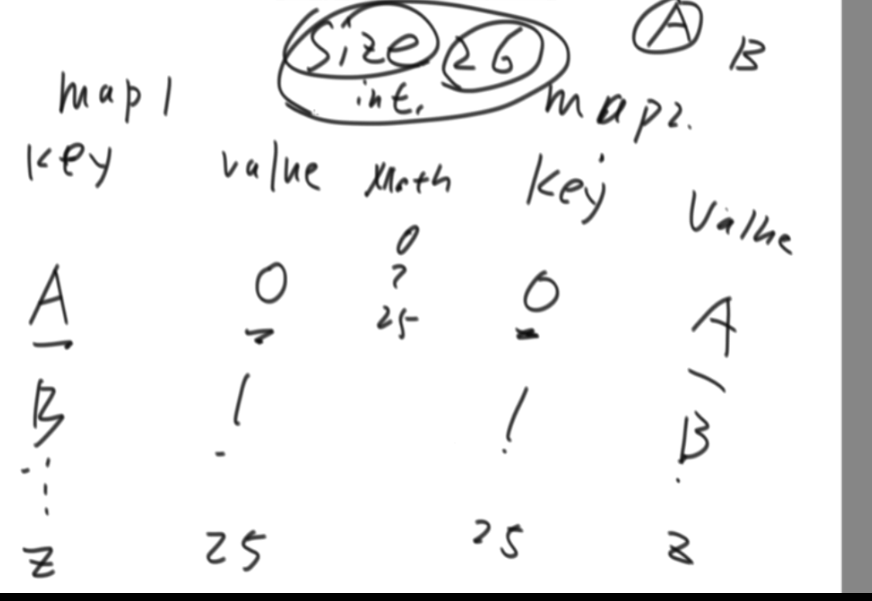 size 26 A B
map1 int. map2.
key value Math key value
0
A 0 ? 0 A
25
B 1 1 B
Z 25 25 Z